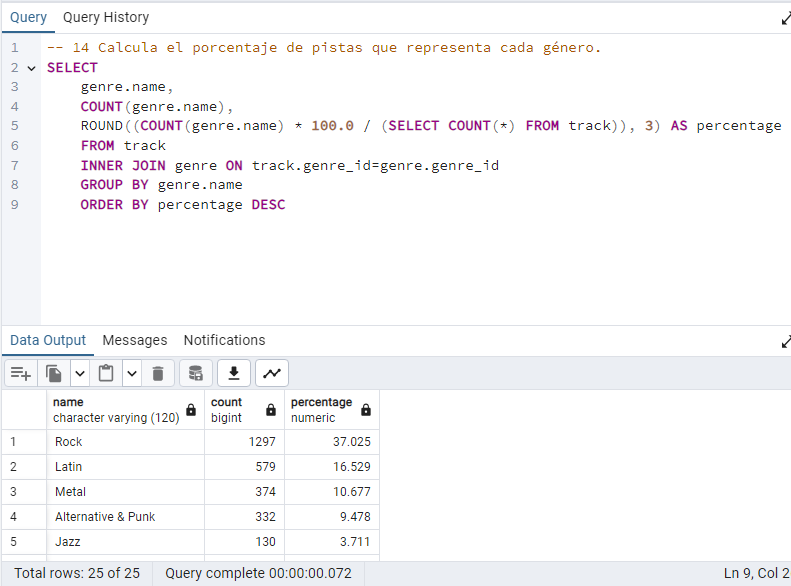 Query Query History
1 -- 14 Calcula el porcentaje de pistas que representa cada género.
2 SELECT
3 genre.name,
4 COUNT(genre.name),
5 ROUND((COUNT(genre.name) * 100.0 / (SELECT COUNT(*) FROM track)), 3) AS percentage
6 FROM track
7 INNER JOIN genre ON track.genre_id=genre.genre_id
8 GROUP BY genre.name
9 ORDER BY percentage DESC
Data Output Messages Notifications
name count percentage
character varying (120) bigint numeric
1 Rock 1297 37.025
2 Latin 579 16.529
3 Metal 374 10.677
4 Alternative & Punk 332 9.478
5 Jazz 130 3.711
Total rows: 25 of 25 Query complete 00:00:00.072 Ln 9, Col 2